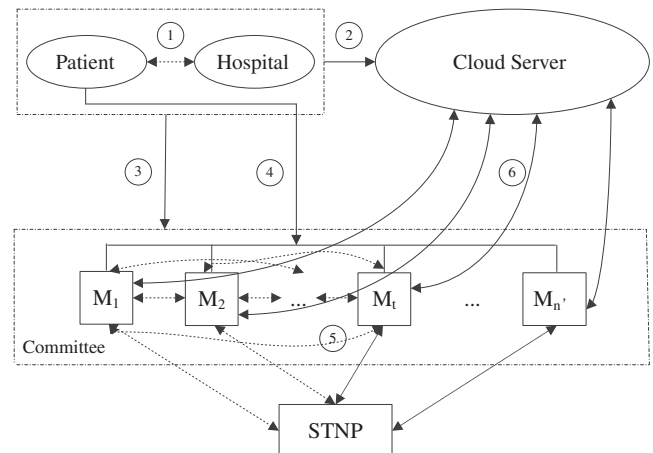 1
2
Patient
Hospital
Cloud Server
3
4
6
M1
M2
...
Mt
...
Mn’
5
Committee
STNP